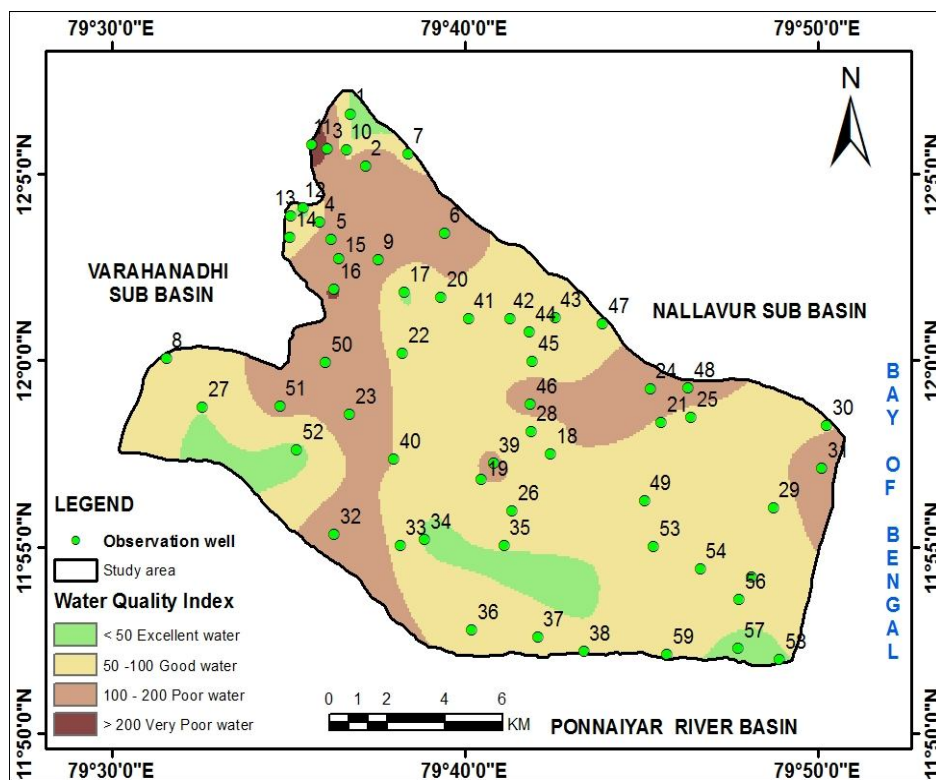 79°30'0"E 79°40'0"E 79°50'0"E
N
1
11 3 10 7
2
12°5'0"N 12°5'0"N
13 12 4
14 5 6
15 9
16 17 20
VARAHANADHI
SUB BASIN
41 42 43 47
44
NALLAVUR SUB BASIN
8 50 22 45
12°0'0"N 12°0'0"N
BAY OF BENGAL
27 51 23 46 24 48
28 21 25 30
52 40 39 18 31
19
26 49 29
LEGEND
Observation well
Study area
32 33 34 35 53
11°55'0"N 11°55'0"N
54
56
Water Quality Index
< 50 Excellent water
50 -100 Good water
100 - 200 Poor water
> 200 Very Poor water
36 37 38 59 57 58
0 1 2 4 6
KM
PONNAIYAR RIVER BASIN
11°50'0"N 11°50'0"N
79°30'0"E 79°40'0"E 79°50'0"E